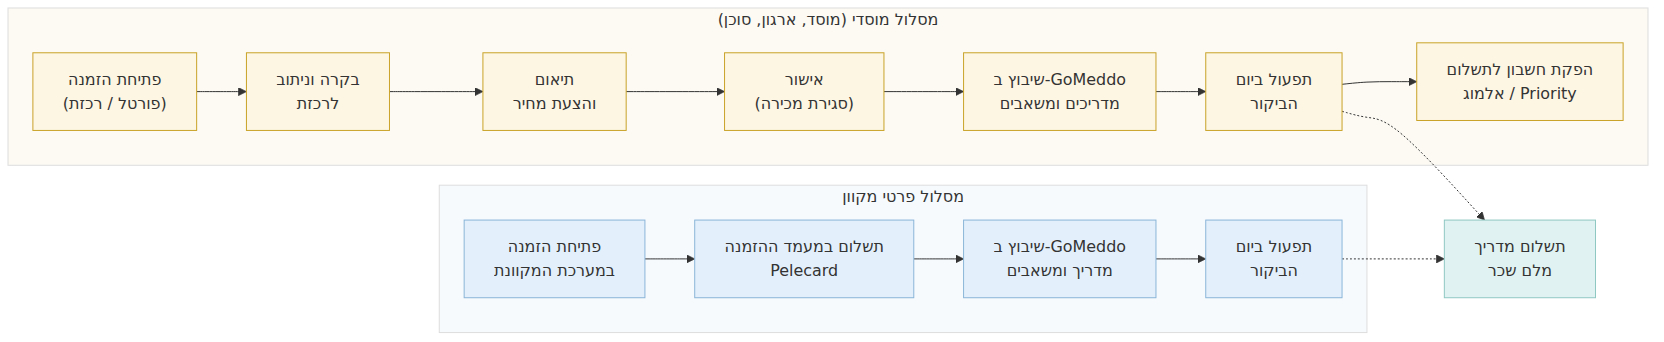 מסלול מוסדי (מוסד, ארגון, סוכן)
פתיחת הזמנה
(פורטל / רכזת)
בקרה וניתוב
לרכזת
תיאום
והצעת מחיר
אישור
(סגירת מכירה)
שיבוץ ב-GoMeddo
מדריכים ומשאבים
תפעול ביום
הביקור
הפקת חשבון לתשלום
אלמוג / Priority
מסלול פרטי מקוון
פתיחת הזמנה
במערכת המקוונת
תשלום במעמד ההזמנה
Pelecard
שיבוץ ב-GoMeddo
מדריך ומשאבים
תפעול ביום
הביקור
תשלום מדריך
מלם שכר